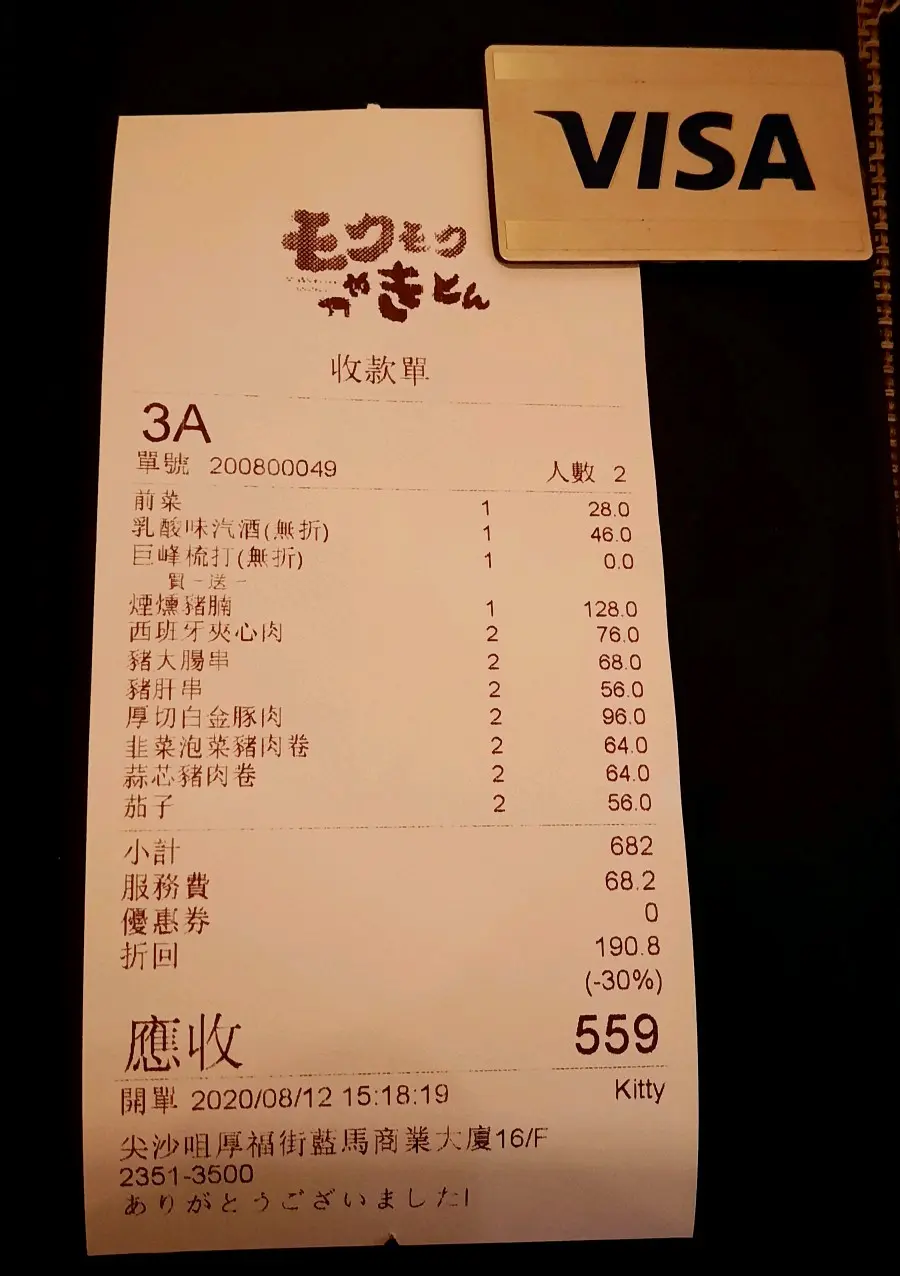 VISA
モクモク
やきとん
收款單
3A
單號 200800049 人數 2
前菜 1 28.0
乳酸味汽酒(無折) 1 46.0
巨峰梳打(無折) 1 0.0
買一送一
煙燻豬腩 1 128.0
西班牙夾心肉 2 76.0
豬大腸串 2 68.0
豬肝串 2 56.0
厚切白金豚肉 2 96.0
韭菜泡菜豬肉卷 2 64.0
蒜芯豬肉卷 2 64.0
茄子 2 56.0
小計 682
服務費 68.2
優惠券 0
折回 190.8
(-30%)
應收 559
開單 2020/08/12 15:18:19 Kitty
尖沙咀厚福街藍馬商業大廈16/F
2351-3500
ありがとうございました!